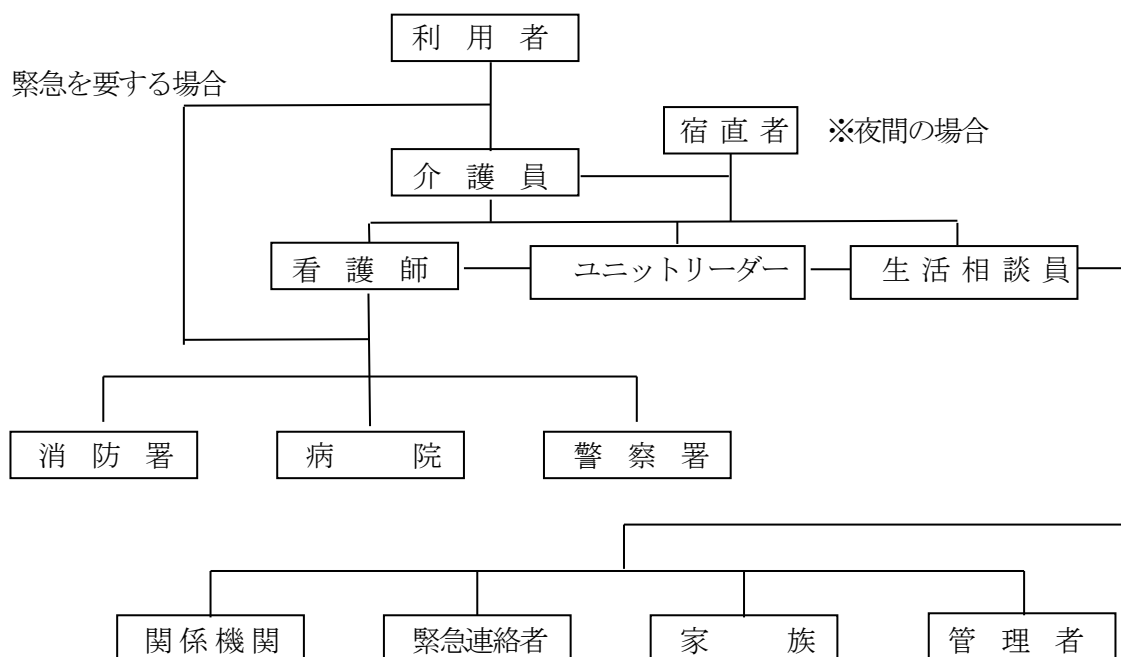 利用者
緊急を要する場合
宿直者 ※夜間の場合
介護員
看護師 ユニットリーダー 生活相談員
消防署 病院 警察署
関係機関 緊急連絡者 家族 管理者